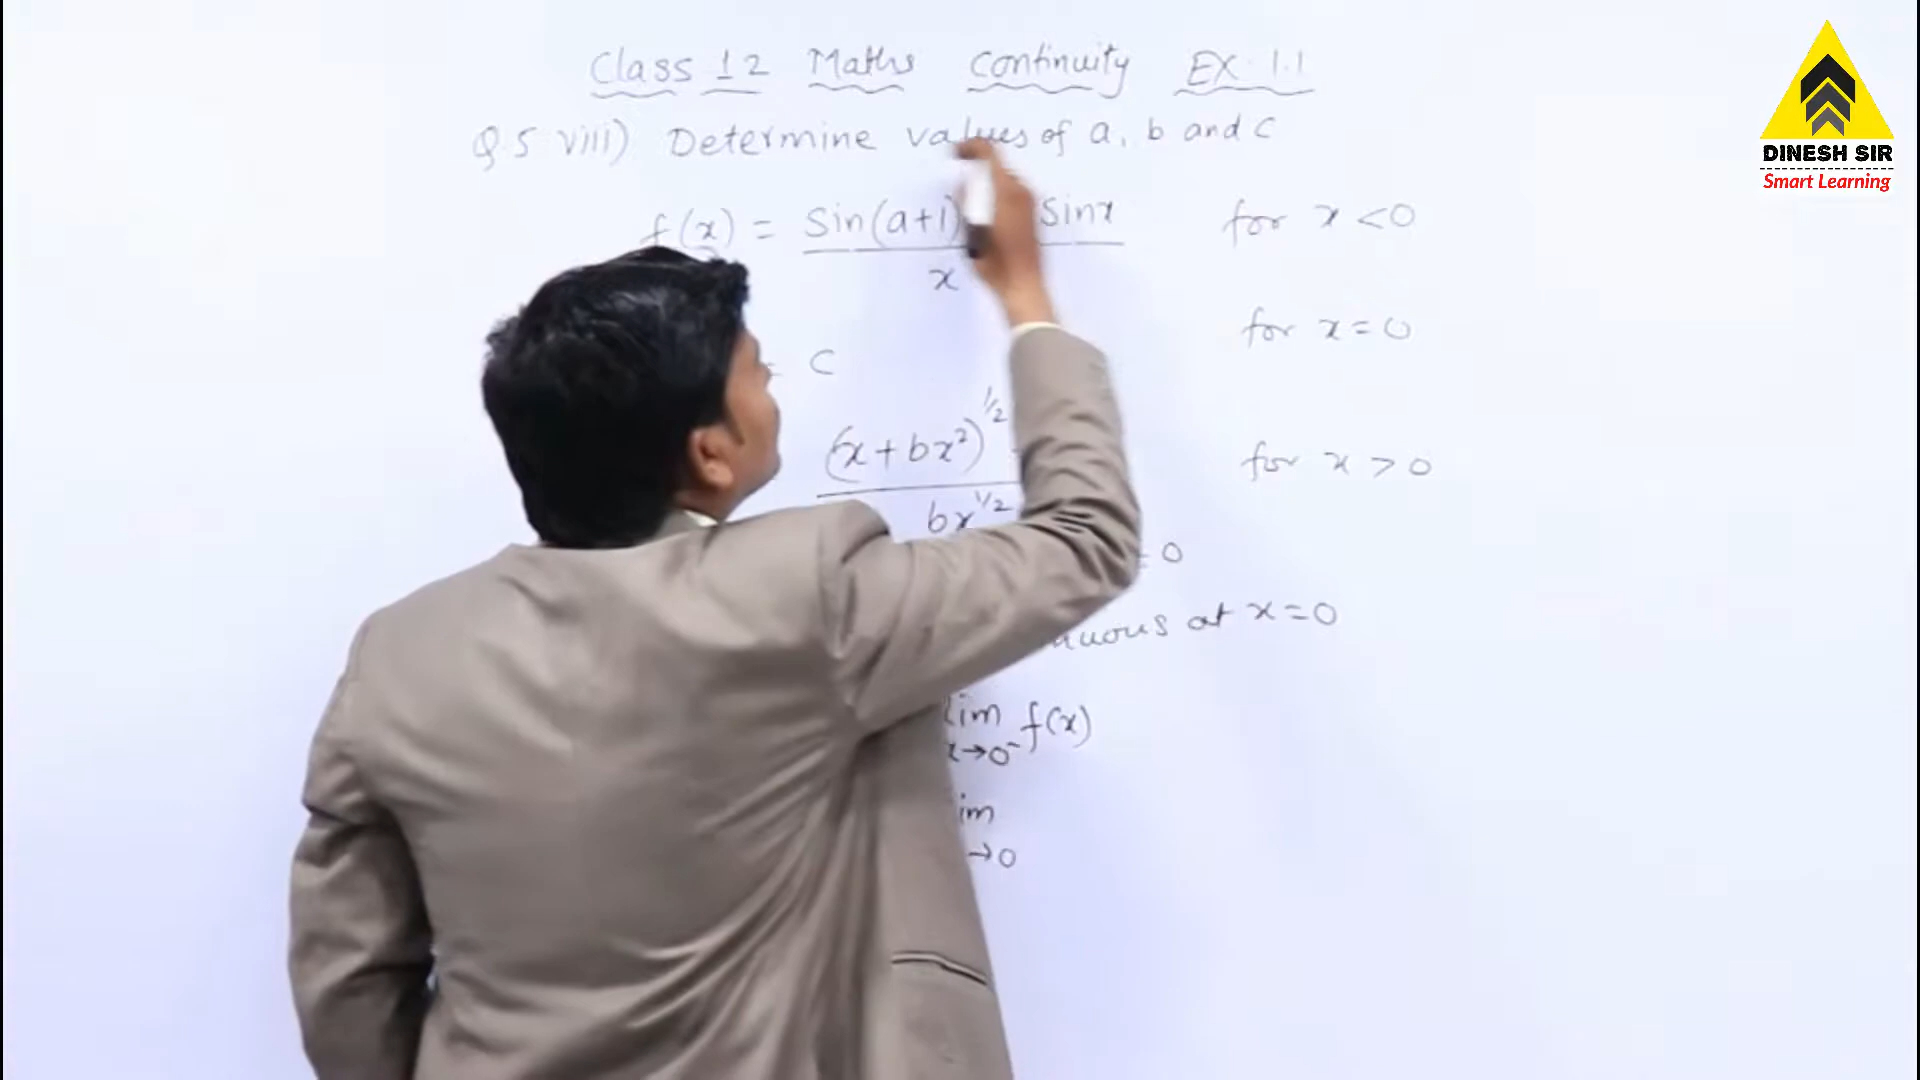 Class 12 Maths Continuity EX. 1.1
Q.5 viii) Determine values of a, b and c
f(x) = Sin(a+1) Sinx for x < 0
x
= C for x = 0
(x + bx²)^1/2 for x > 0
bx^1/2
= 0
at x = 0
lim f(x)
x→0⁻
→0
DINESH SIR
Smart Learning